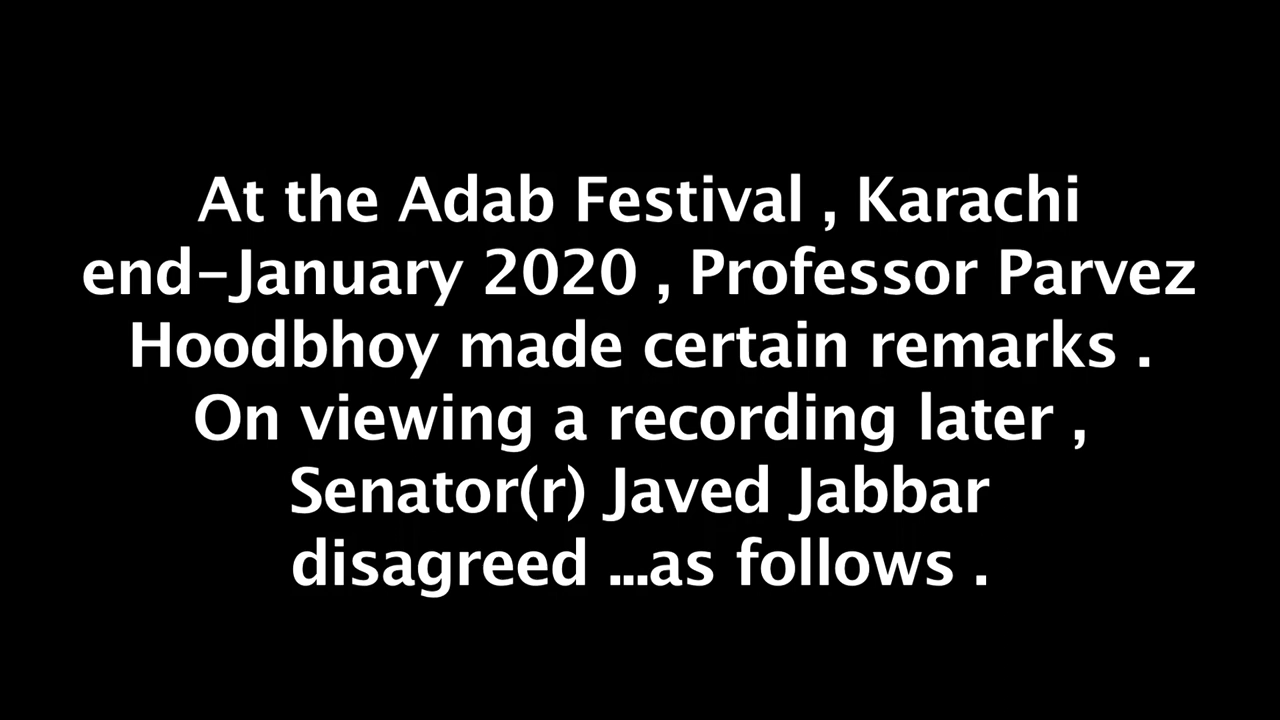 At the Adab Festival , Karachi
end-January 2020 , Professor Parvez
Hoodbhoy made certain remarks .
On viewing a recording later ,
Senator(r) Javed Jabbar
disagreed ...as follows .